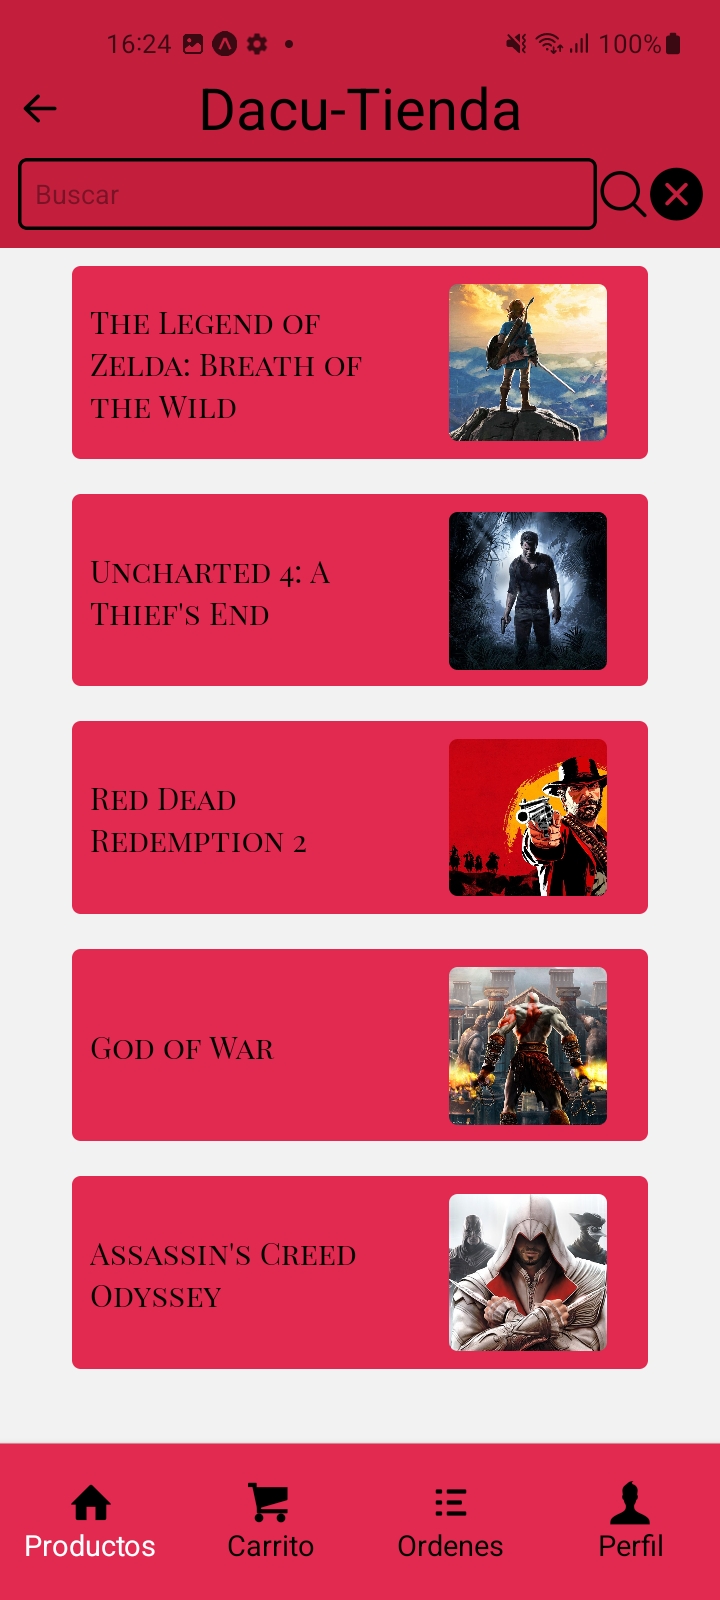 16:24
100%
Dacu-Tienda
Buscar
The Legend of
Zelda: Breath of
the Wild
Uncharted 4: A
Thief's End
Red Dead
Redemption 2
God of War
Assassin's Creed
Odyssey
Productos
Carrito
Ordenes
Perfil